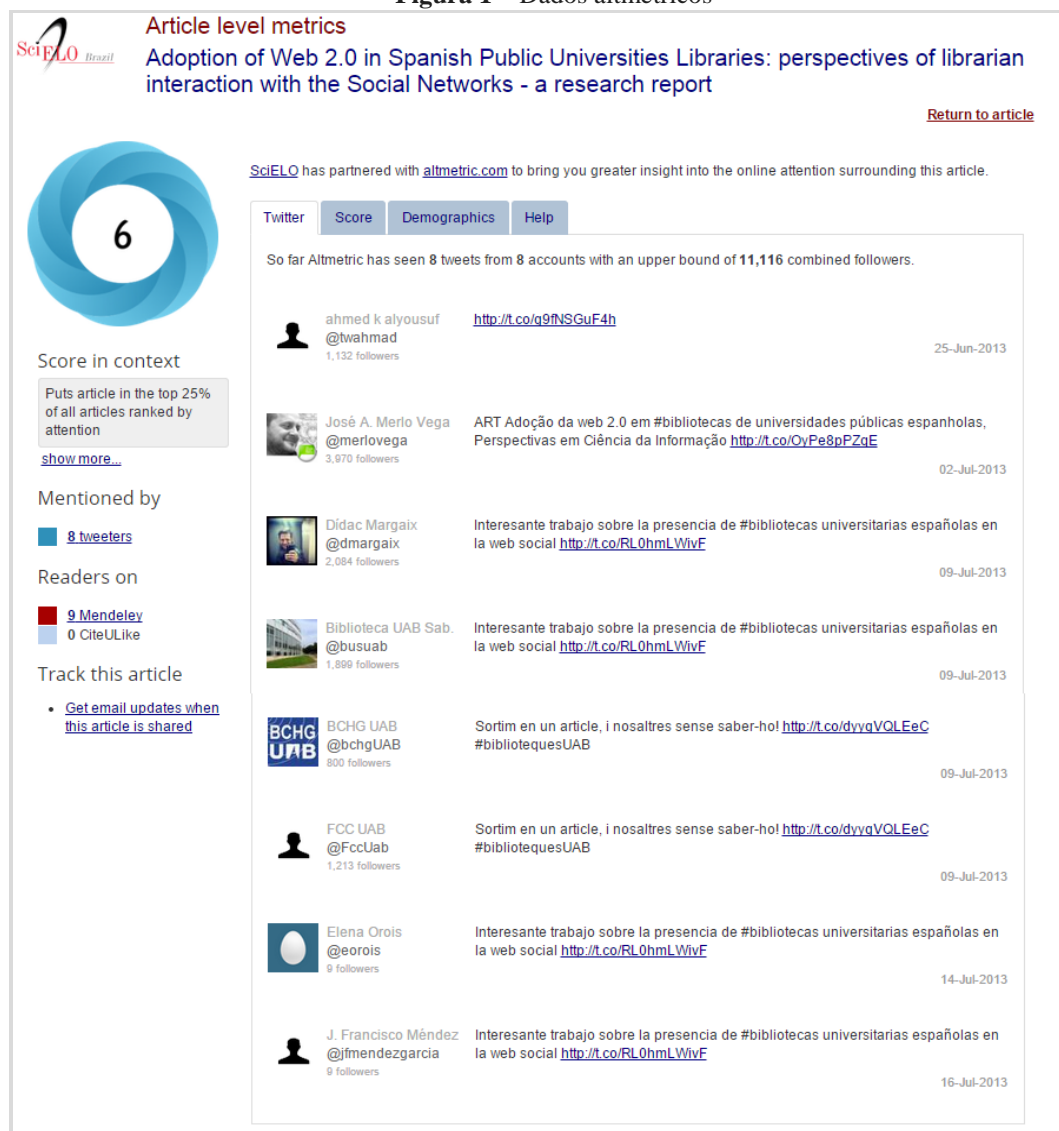 Figura 1 – Dados altmétricos
SciELO Brazil
Article level metrics
Adoption of Web 2.0 in Spanish Public Universities Libraries: perspectives of librarian
interaction with the Social Networks - a research report
Return to article
6
SciELO has partnered with altmetric.com to bring you greater insight into the online attention surrounding this article.
Twitter Score Demographics Help
So far Altmetric has seen 8 tweets from 8 accounts with an upper bound of 11,116 combined followers.
Score in context
Puts article in the top 25%
of all articles ranked by
attention
show more...
Mentioned by
8 tweeters
Readers on
9 Mendeley
0 CiteULike
Track this article
• Get email updates when
this article is shared
ahmed k alyousuf
@twahmad
1,132 followers
http://t.co/q9fNSGuF4h
25-Jun-2013
José A. Merlo Vega
@merlovega
3,970 followers
ART Adoção da web 2.0 em #bibliotecas de universidades públicas espanholas,
Perspectivas em Ciência da Informação http://t.co/OyPe8pPZqE
02-Jul-2013
Dídac Margaix
@dmargaix
2,084 followers
Interesante trabajo sobre la presencia de #bibliotecas universitarias españolas en
la web social http://t.co/RL0hmLWivF
09-Jul-2013
Biblioteca UAB Sab.
@busuab
1,899 followers
Interesante trabajo sobre la presencia de #bibliotecas universitarias españolas en
la web social http://t.co/RL0hmLWivF
09-Jul-2013
BCHG
UAB
BCHG UAB
@bchgUAB
800 followers
Sortim en un article, i nosaltres sense saber-ho! http://t.co/dyyqVQLEeC
#bibliotequesUAB
09-Jul-2013
FCC UAB
@FccUab
1,213 followers
Sortim en un article, i nosaltres sense saber-ho! http://t.co/dyyqVQLEeC
#bibliotequesUAB
09-Jul-2013
Elena Orois
@eorois
9 followers
Interesante trabajo sobre la presencia de #bibliotecas universitarias españolas en
la web social http://t.co/RL0hmLWivF
14-Jul-2013
J. Francisco Méndez
@jfmendezgarcia
9 followers
Interesante trabajo sobre la presencia de #bibliotecas universitarias españolas en
la web social http://t.co/RL0hmLWivF
16-Jul-2013